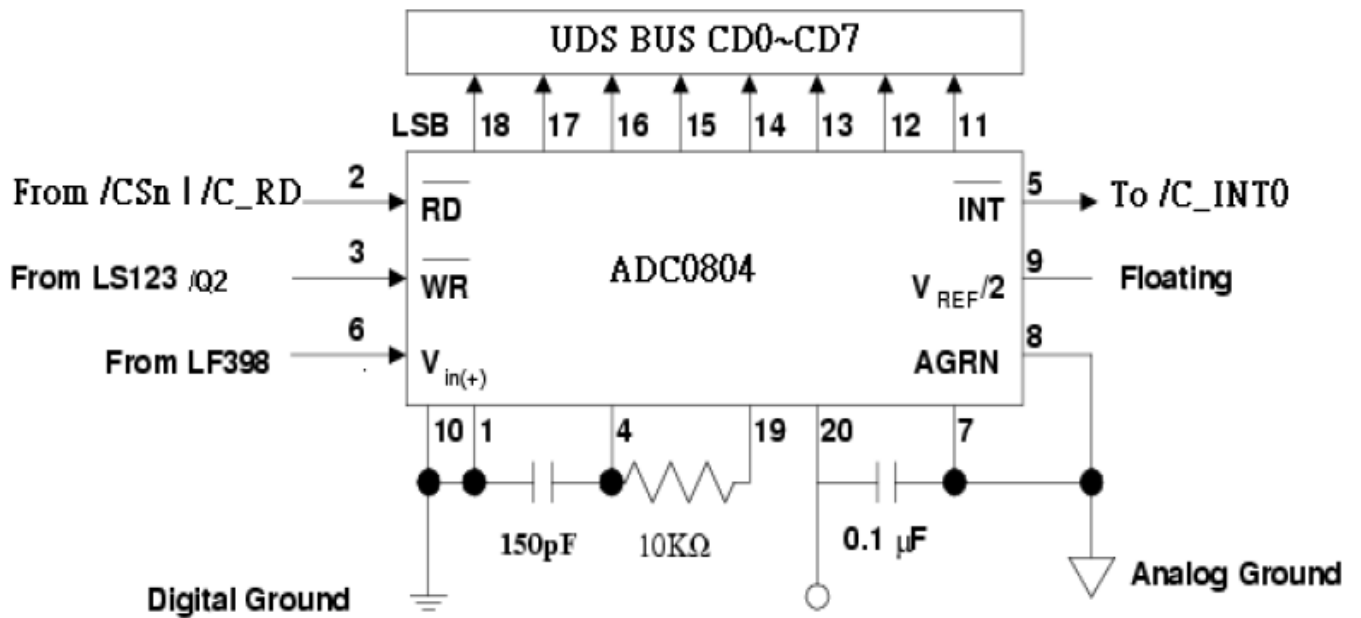 UDS BUS CD0~CD7
LSB 18 17 16 15 14 13 12 11
From /CSn | /C_RD 2 RD INT 5 To /C_INT0
ADC0804
From LS123 /Q2 3 WR V REF/2 9 Floating
From LF398 6 Vin(+) AGRN 8
10 1 4 19 20 7
150pF 10KΩ 0.1 µF
Digital Ground Analog Ground